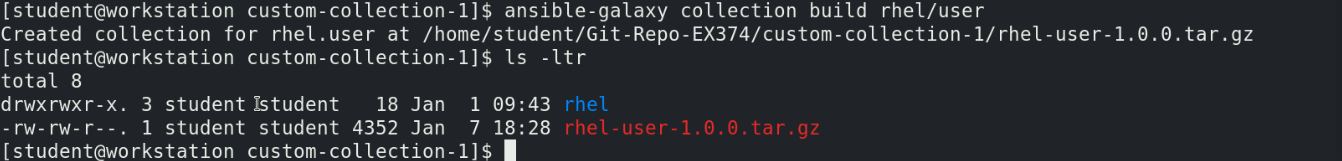 [student@workstation custom-collection-1]$ ansible-galaxy collection build rhel/user
Created collection for rhel.user at /home/student/Git-Repo-EX374/custom-collection-1/rhel-user-1.0.0.tar.gz
[student@workstation custom-collection-1]$ ls -ltr
total 8
drwxrwxr-x. 3 student student   18 Jan  1 09:43 rhel
-rw-rw-r--. 1 student student 4352 Jan  7 18:28 rhel-user-1.0.0.tar.gz
[student@workstation custom-collection-1]$